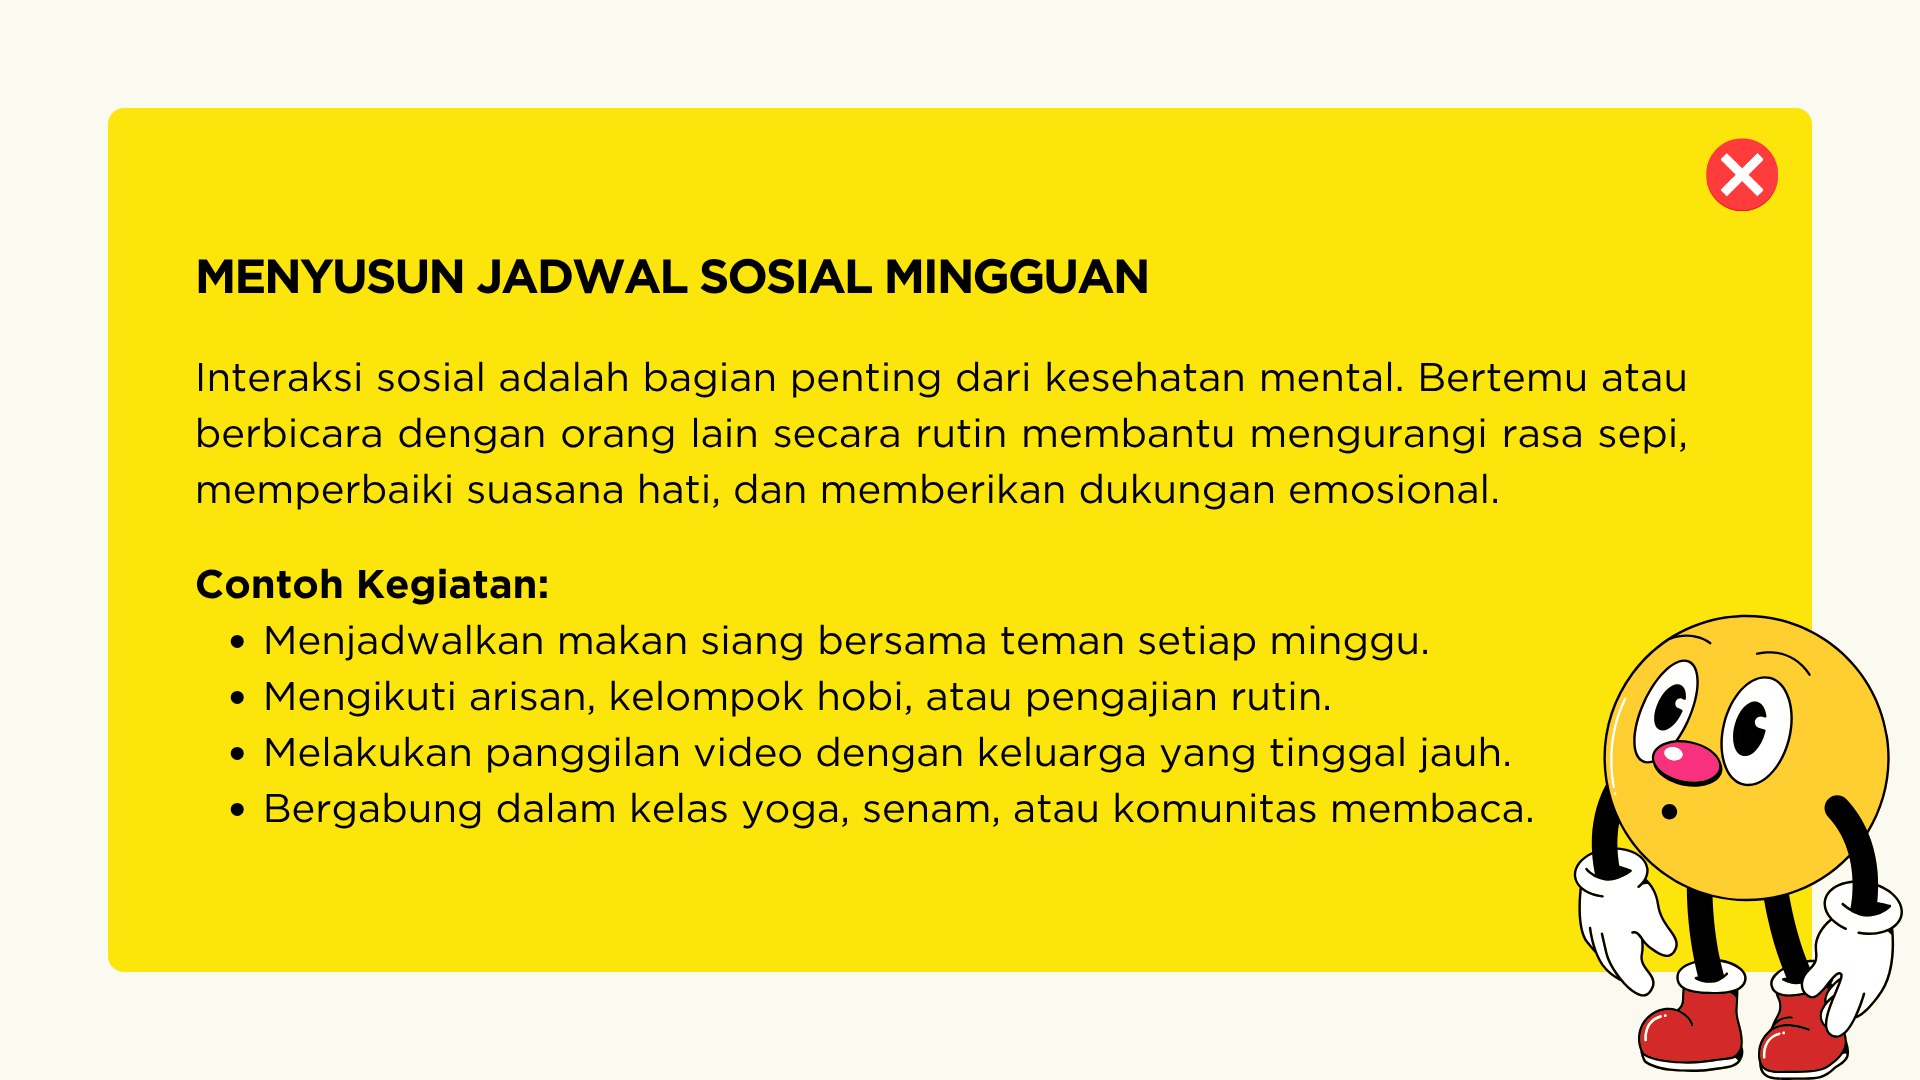 MENYUSUN JADWAL SOSIAL MINGGUAN
Interaksi sosial adalah bagian penting dari kesehatan mental. Bertemu atau
berbicara dengan orang lain secara rutin membantu mengurangi rasa sepi,
memperbaiki suasana hati, dan memberikan dukungan emosional.
Contoh Kegiatan:
• Menjadwalkan makan siang bersama teman setiap minggu.
• Mengikuti arisan, kelompok hobi, atau pengajian rutin.
• Melakukan panggilan video dengan keluarga yang tinggal jauh.
• Bergabung dalam kelas yoga, senam, atau komunitas membaca.